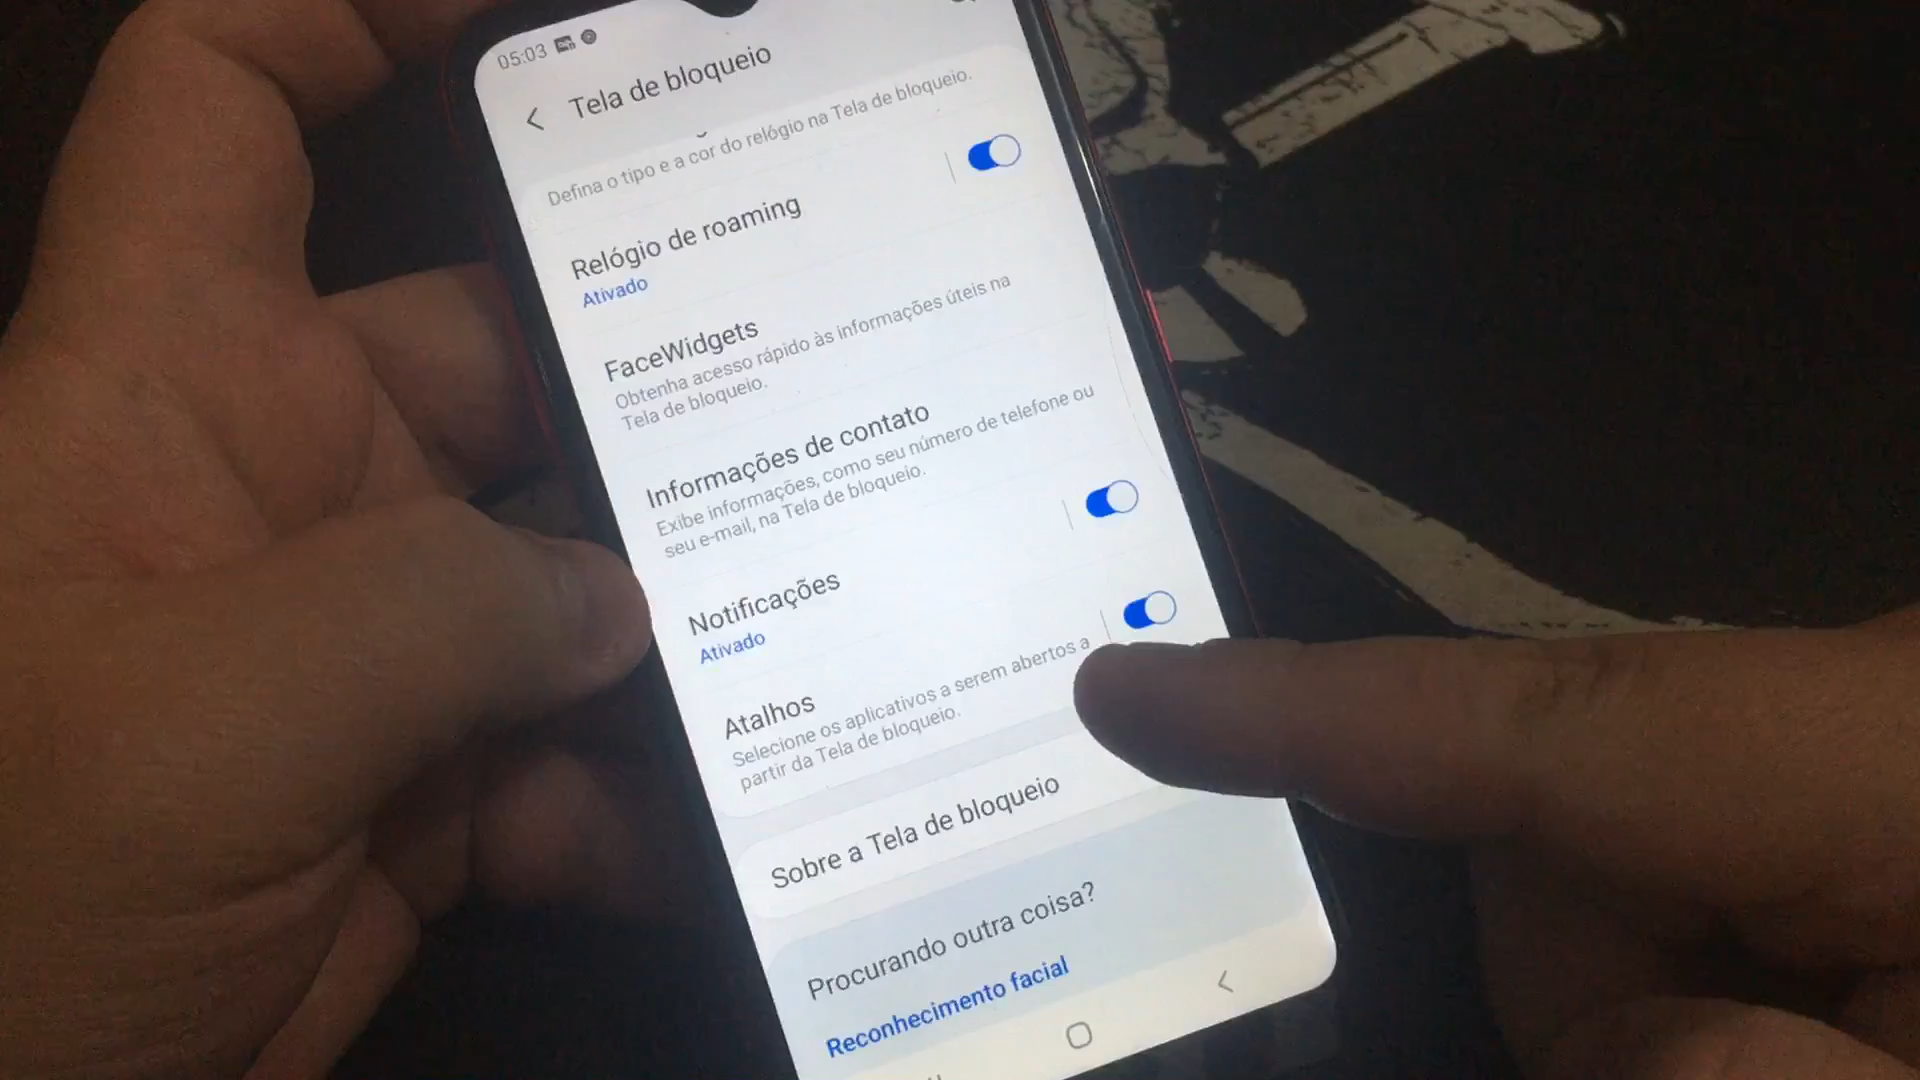 05:03
Tela de bloqueio
Defina o tipo e a cor do relógio na Tela de bloqueio.
Relógio de roaming
Ativado
FaceWidgets
Obtenha acesso rápido às informações úteis na
Tela de bloqueio.
Informações de contato
Exibe informações, como seu número de telefone ou
seu e-mail, na Tela de bloqueio.
Notificações
Ativado
Atalhos
Selecione os aplicativos a serem abertos a
partir da Tela de bloqueio.
Sobre a Tela de bloqueio
Procurando outra coisa?
Reconhecimento facial